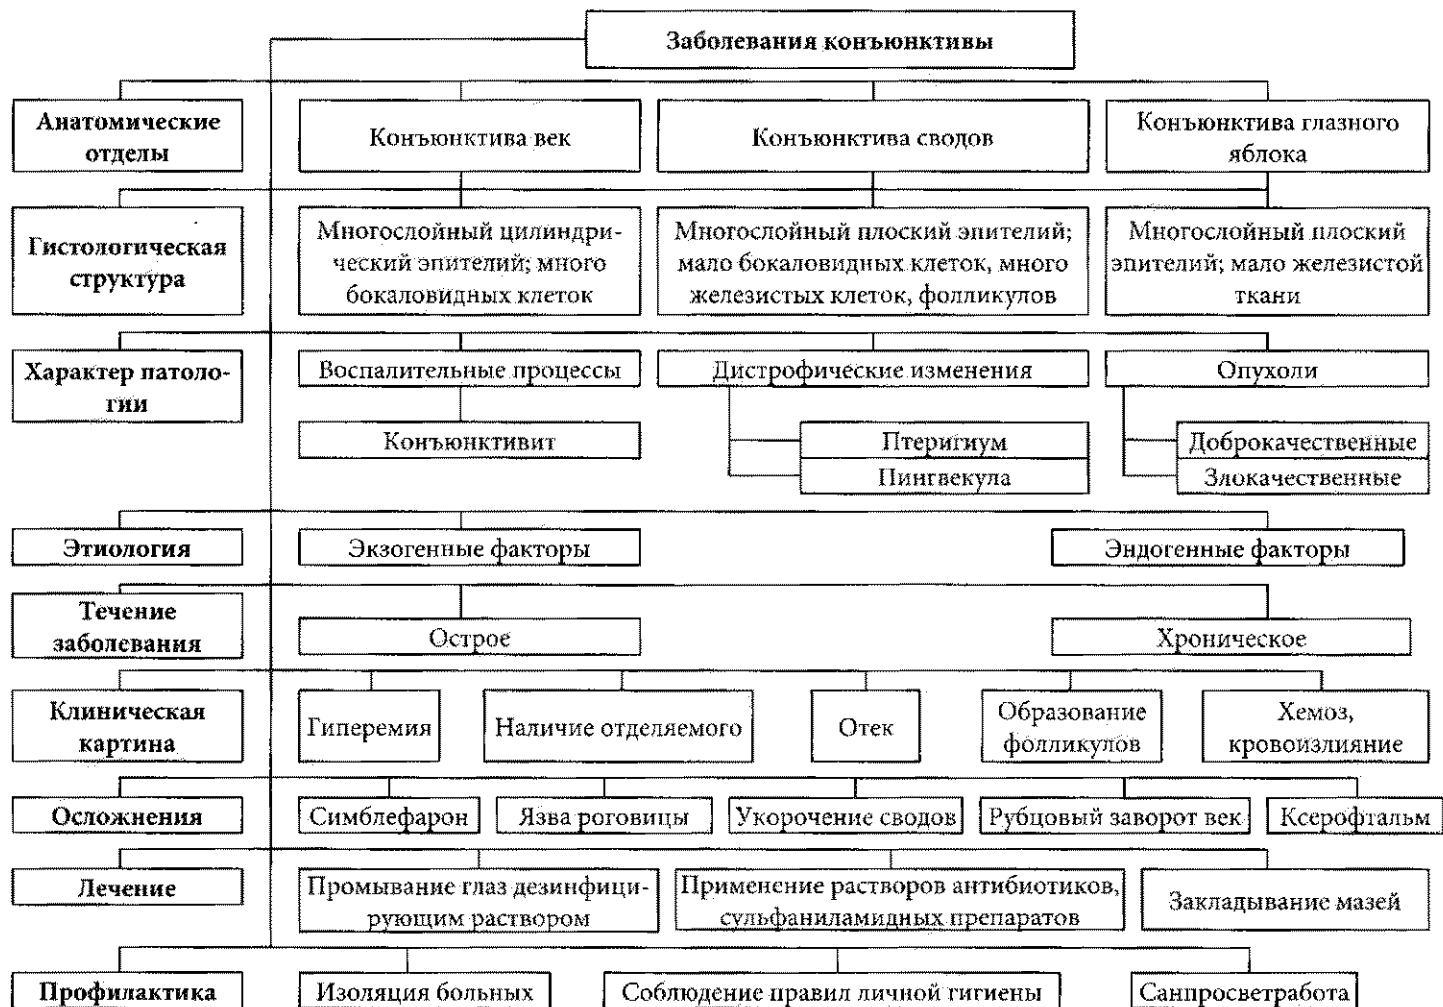 Заболевания конъюнктивы
Анатомические
отделы
Конъюнктива век
Конъюнктива сводов
Конъюнктива глазного
яблока
Гистологическая
структура
Многослойный цилиндри-
ческий эпителий; много
бокаловидных клеток
Многослойный плоский эпителий;
мало бокаловидных клеток, много
железистых клеток, фолликулов
Многослойный плоский
эпителий; мало железистой
ткани
Характер патоло-
гии
Воспалительные процессы
Дистрофические изменения
Опухоли
Конъюнктивит
Птеригиум
Пингвекула
Доброкачественные
Злокачественные
Этиология
Экзогенные факторы
Эндогенные факторы
Течение
заболевания
Острое
Хроническое
Клиническая
картина
Гиперемия
Наличие отделяемого
Отек
Образование
фолликулов
Хемоз,
кровоизлияние
Осложнения
Симблефарон
Язва роговицы
Укорочение сводов
Рубцовый заворот век
Ксерофтальм
Лечение
Промывание глаз дезинфици-
рующим раствором
Применение растворов антибиотиков,
сульфаниламидных препаратов
Закладывание мазей
Профилактика
Изоляция больных
Соблюдение правил личной гигиены
Санпросветработа